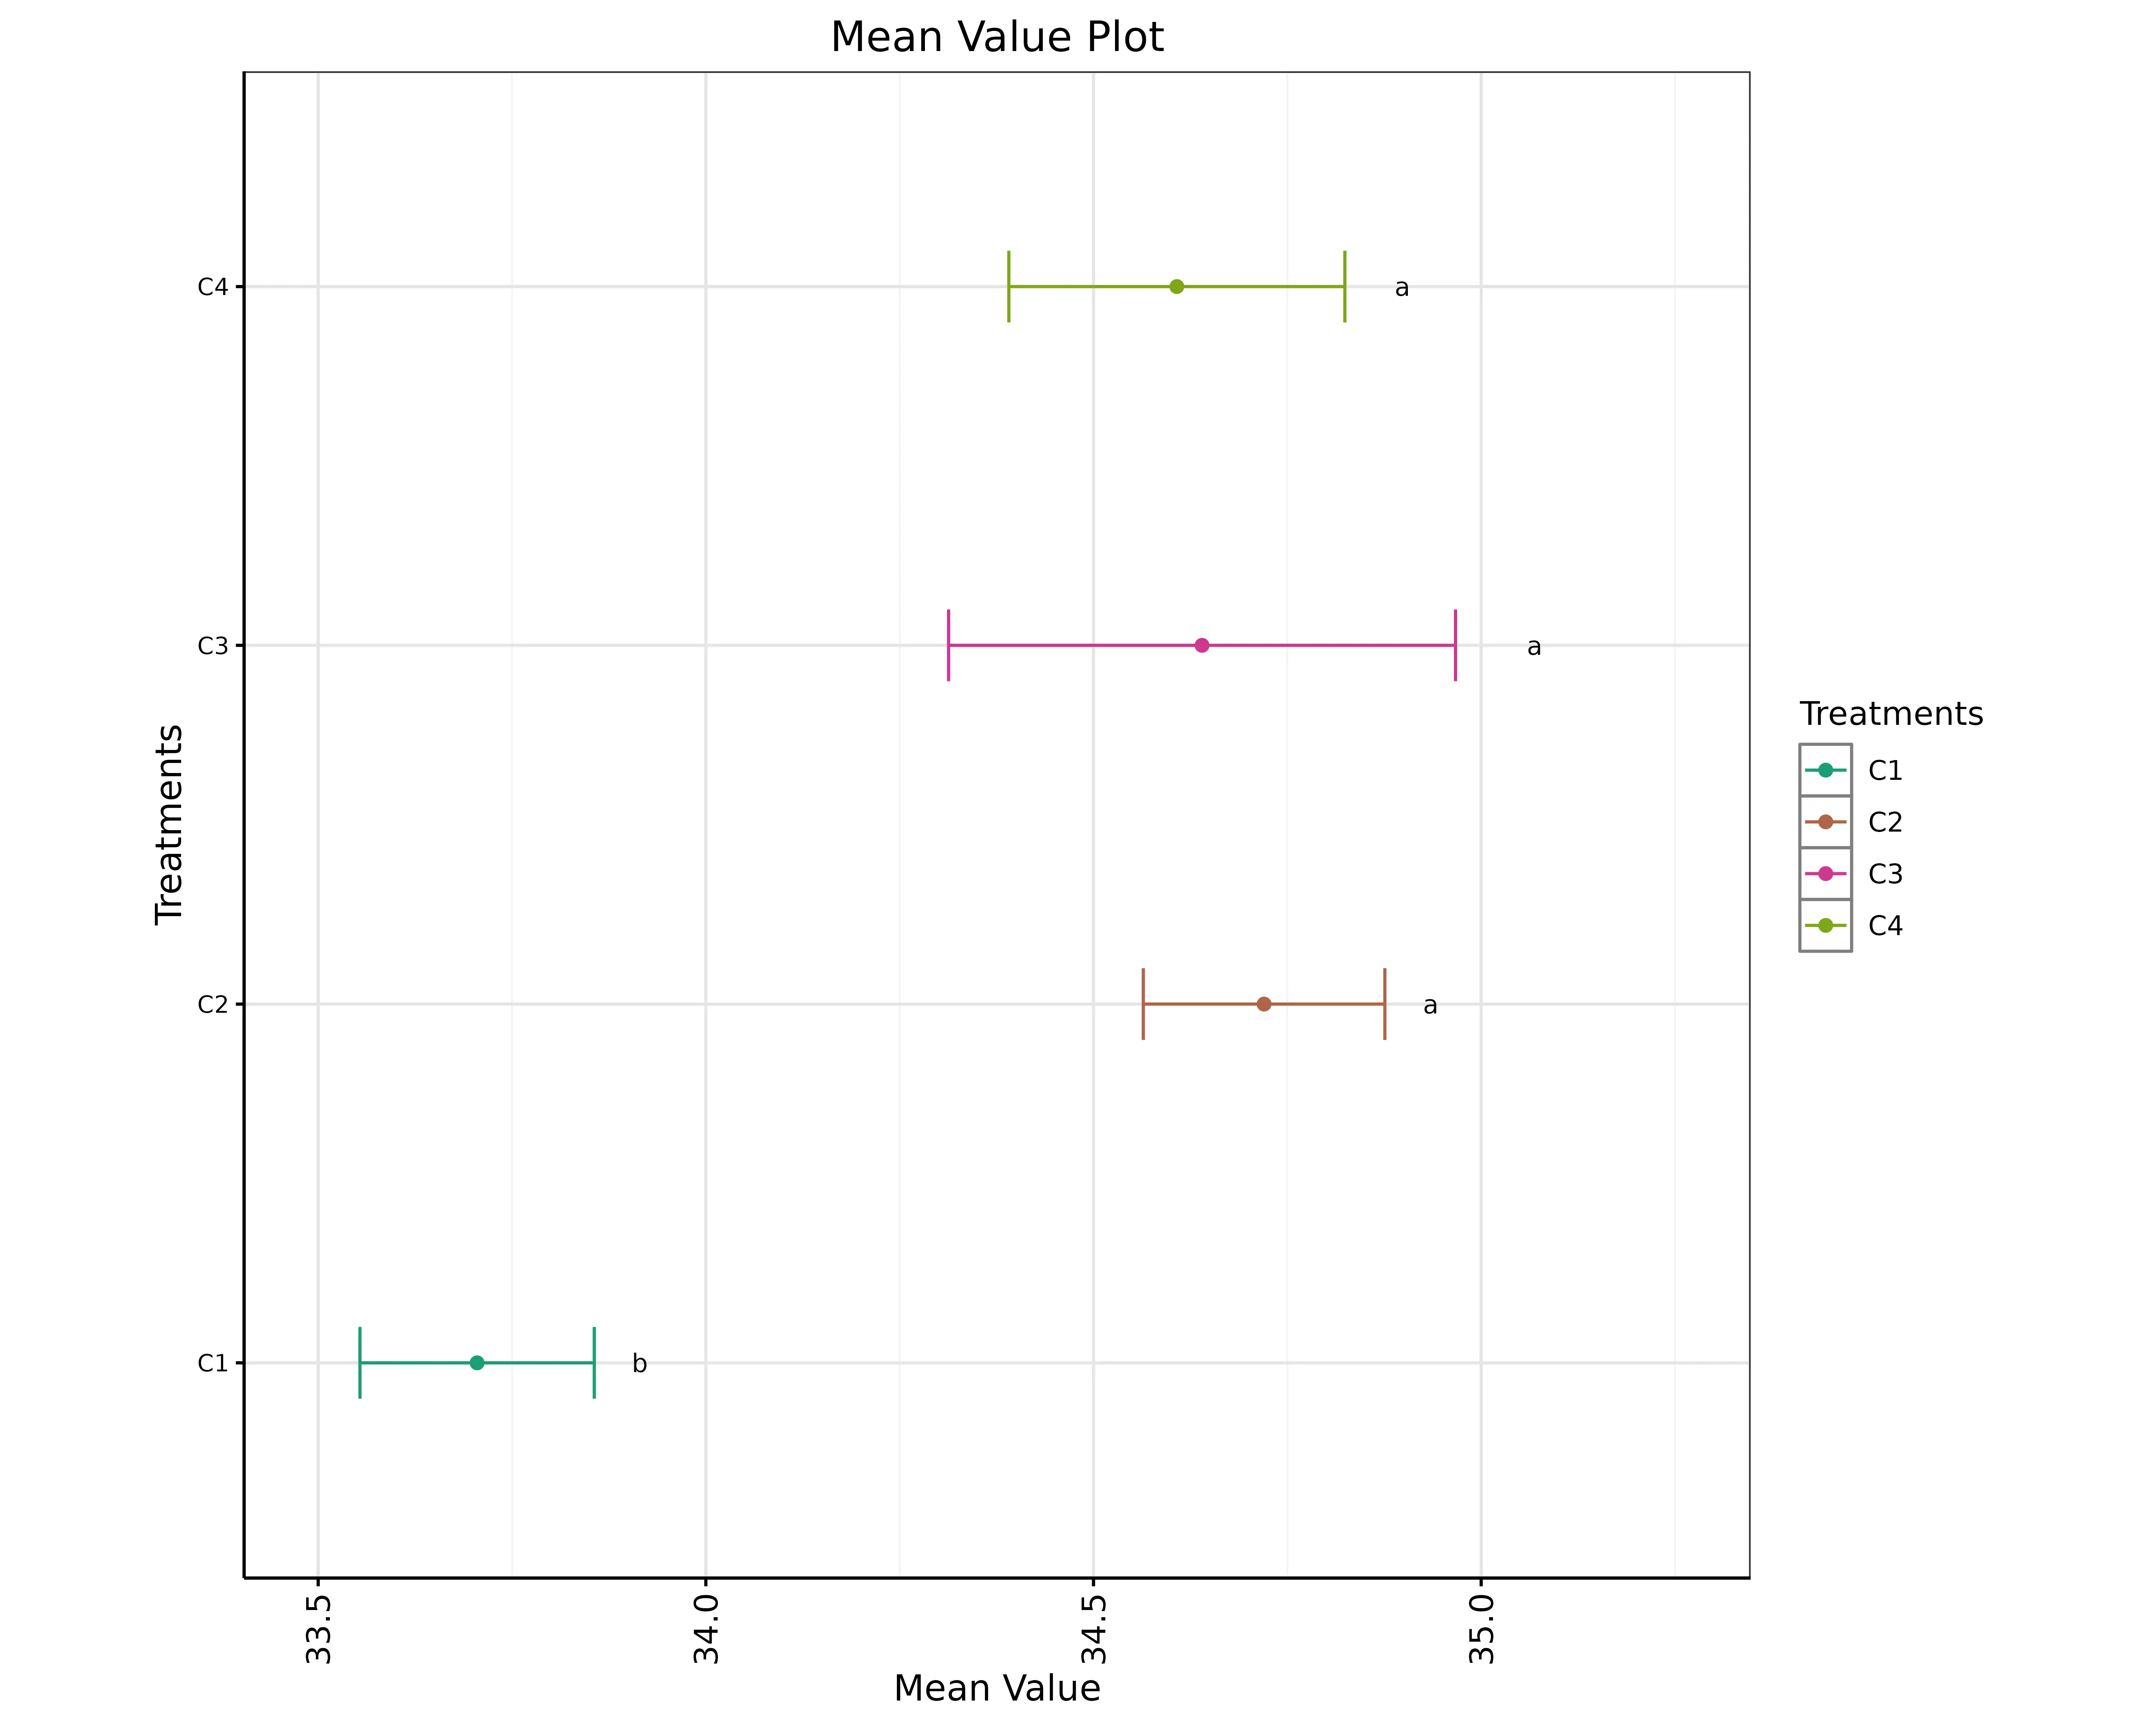 Mean Value Plot
C4
a
C3
a
C2
a
C1
b
Treatments
33.5
34.0
34.5
35.0
Mean Value
Treatments
C1
C2
C3
C4